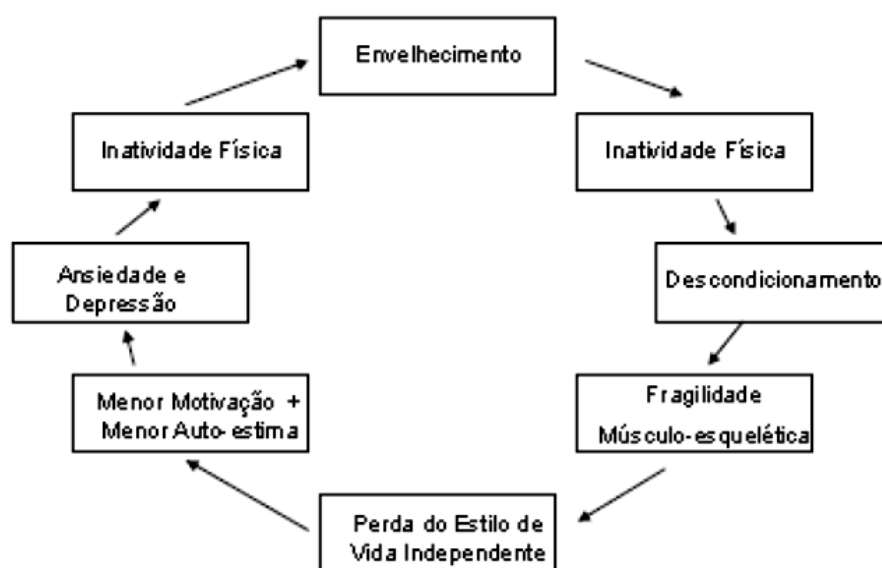 Envelhecimento
Inatividade Física
Inatividade Física
Ansiedade e
Depressão
Descondicionamento
Menor Motivação +
Menor Auto-estima
Fragilidade
Músculo-esquelética
Perda do Estilo de
Vida Independente